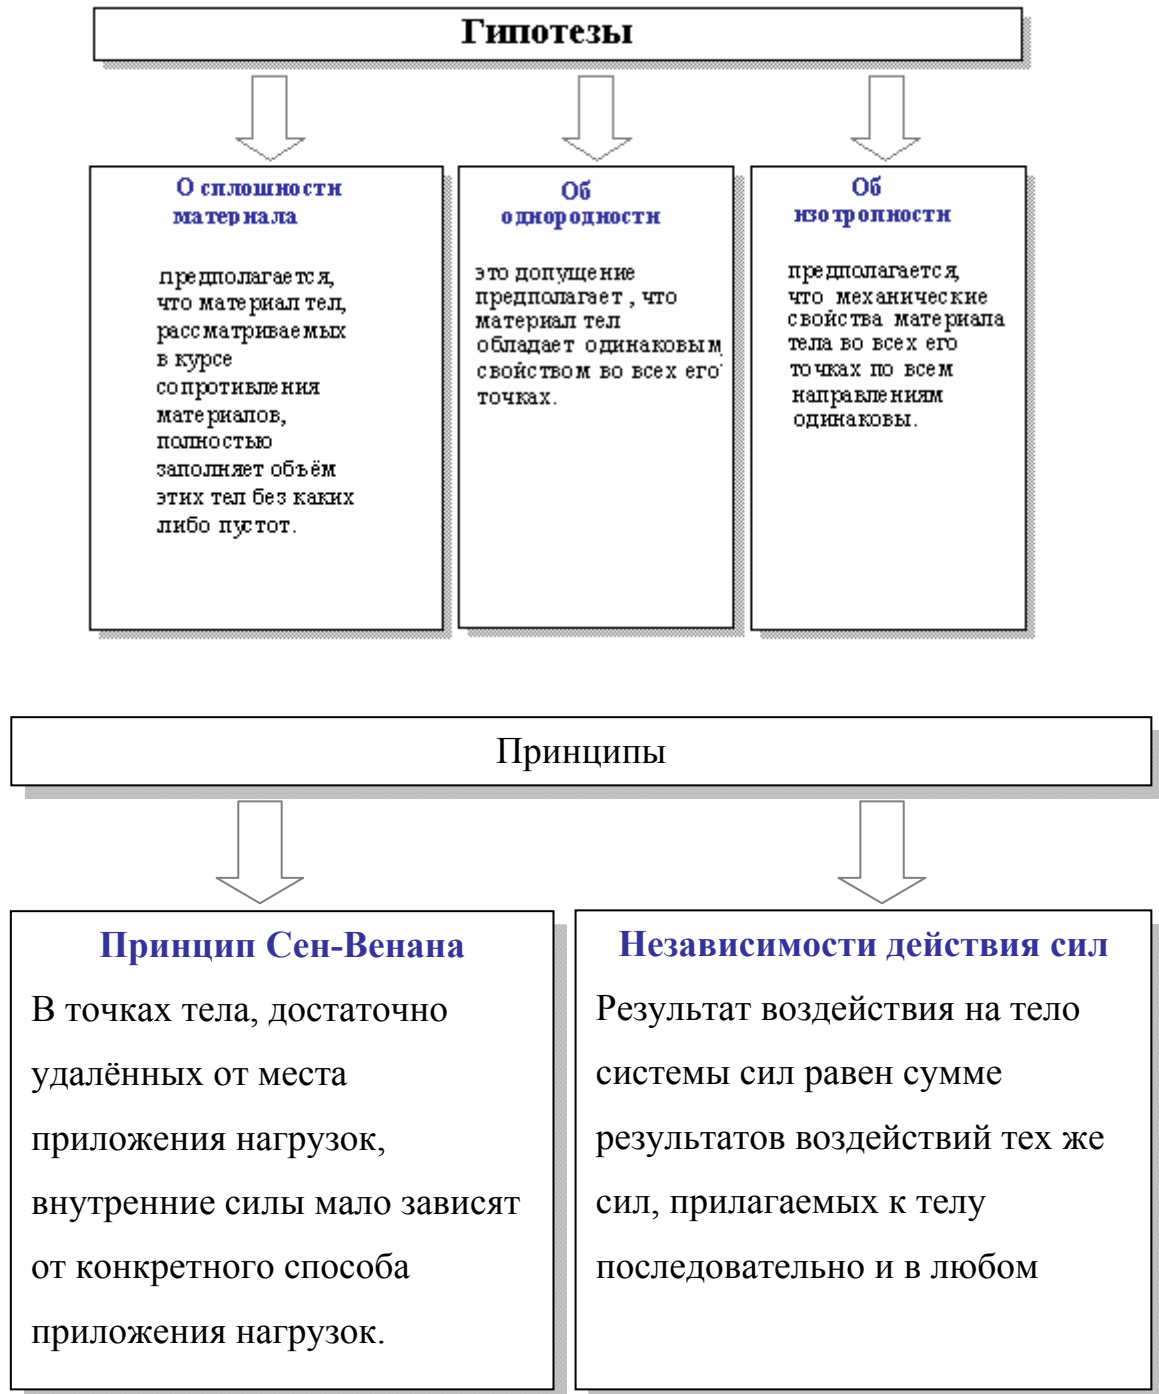 Гипотезы
О сплошности
материала
предполагается,
что материал тел,
рассматриваемых
в курсе
сопротивления
материалов,
полностью
заполняет объём
этих тел без каких
либо пустот.
Об
однородности
это допущение
предполагает , что
материал тел
обладает одинаковым
свойством во всех его
точках.
Об
изотропности
предполагается,
что механические
свойства материала
тела во всех его
точках по всем
направлениям
одинаковы.
Принципы
Принцип Сен-Венана
В точках тела, достаточно
удалённых от места
приложения нагрузок,
внутренние силы мало зависят
от конкретного способа
приложения нагрузок.
Независимости действия сил
Результат воздействия на тело
системы сил равен сумме
результатов воздействий тех же
сил, прилагаемых к телу
последовательно и в любом